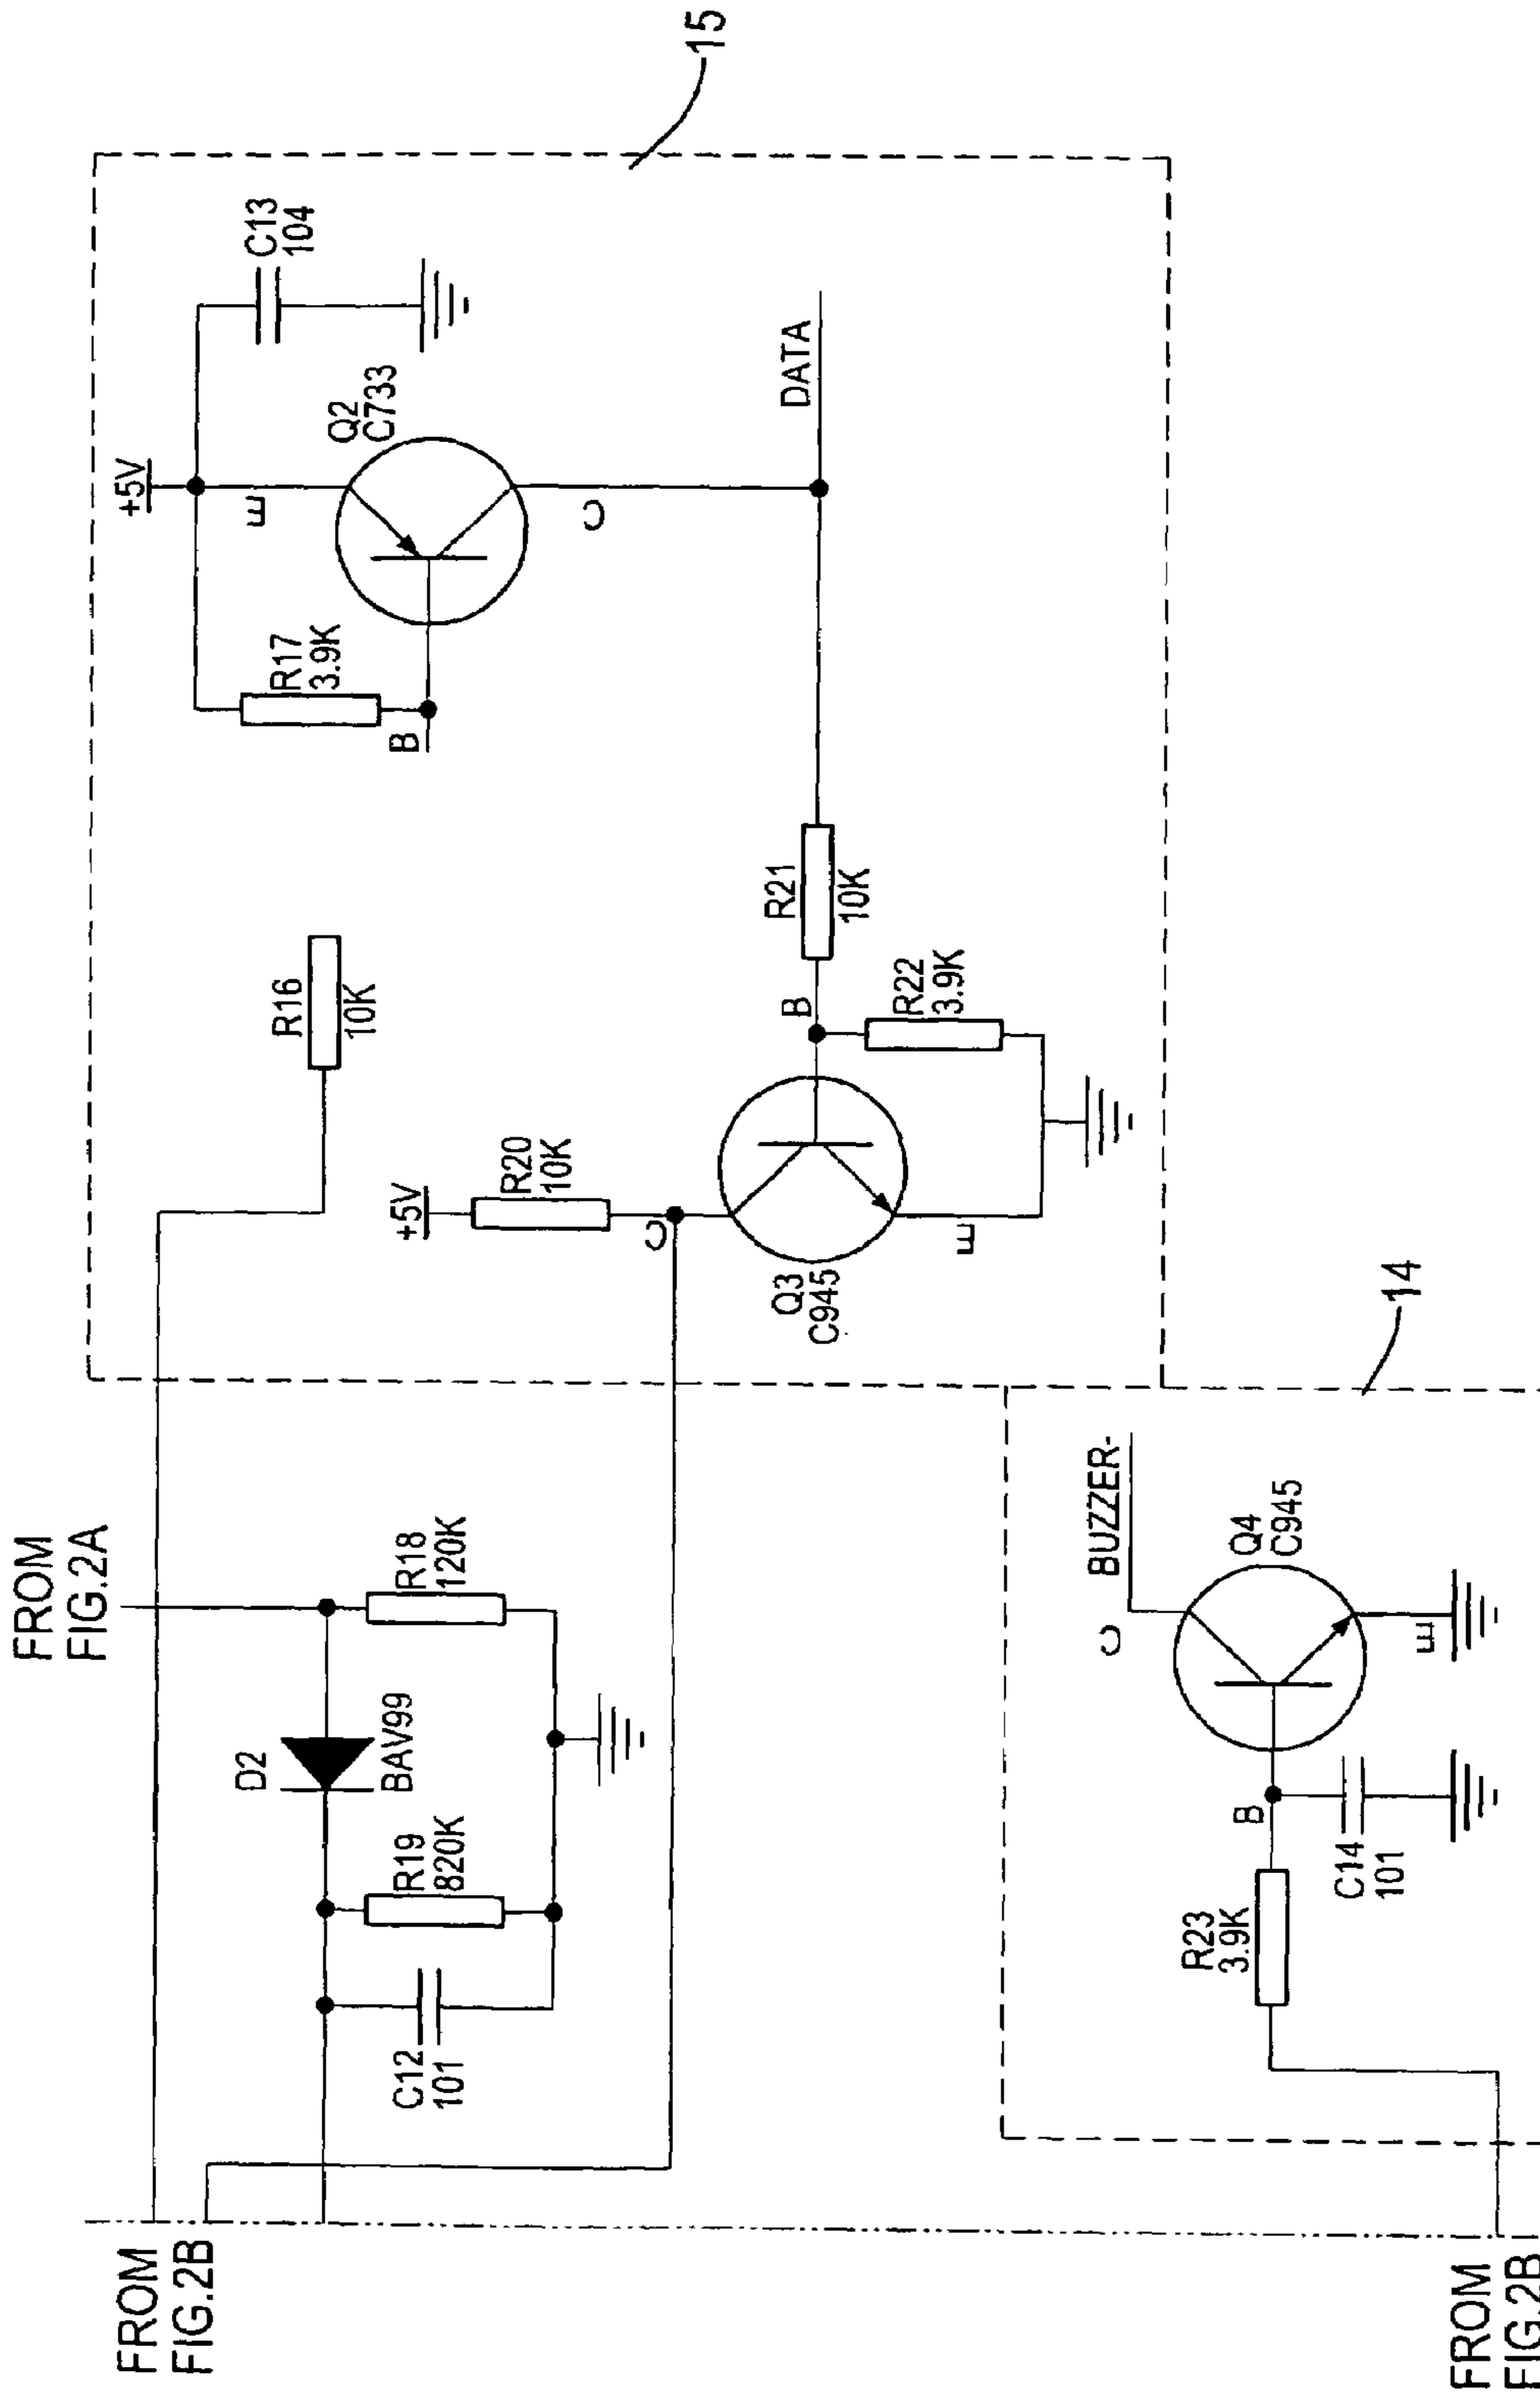 FROM
FIG.2A
+5V
C13
104
Q2
C733
E
C
R17
3.9K
B
R16
10K
15
DATA
R21
10K
B
R22
3.9K
+5V
R20
10K
C
Q3
C945
E
R18
120K
D2
BAV99
R19
820K
C12
101
FROM
FIG.2B
14
BUZZER-
C
Q4
C945
E
B
C14
101
R23
3.9K
FROM
FIG.2B